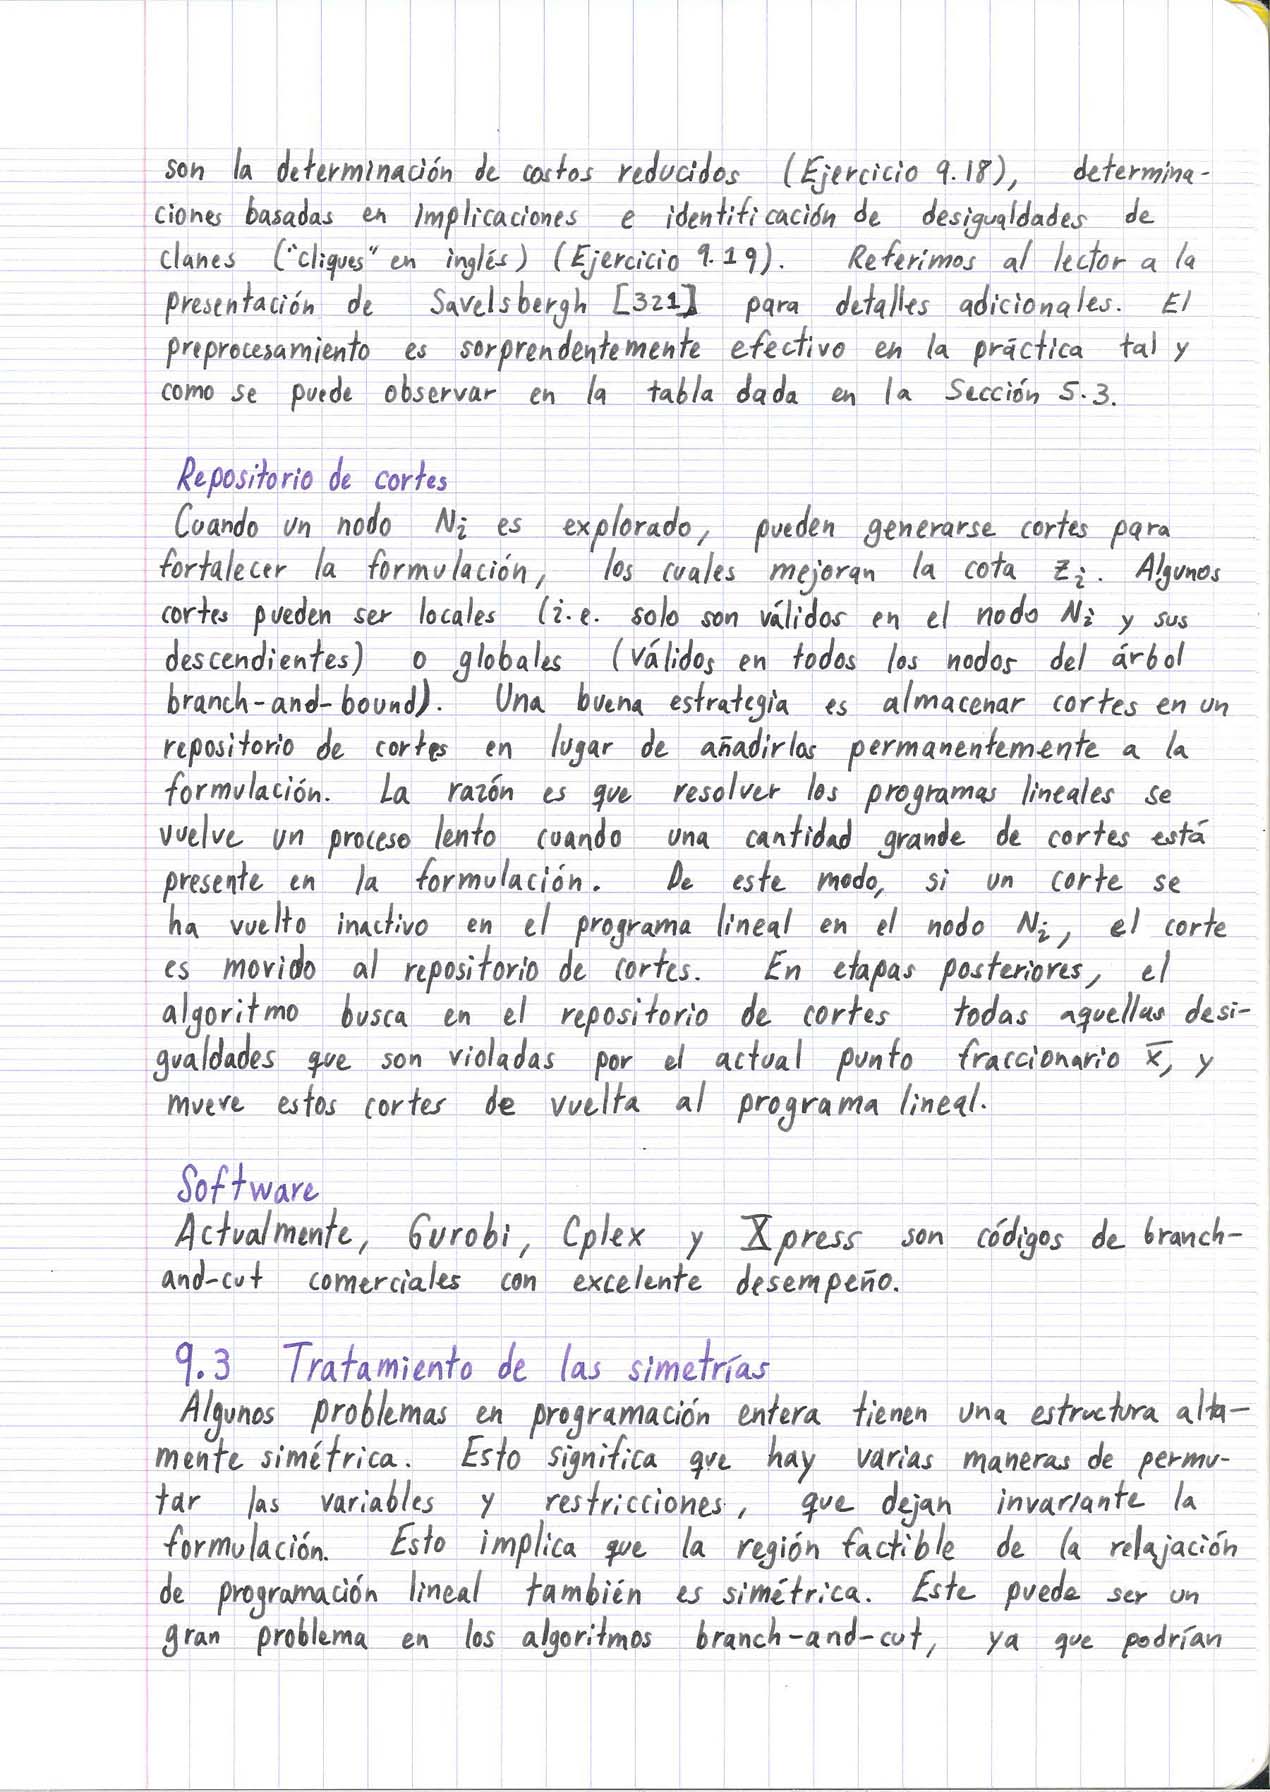 son la determinación de costos reducidos (Ejercicio 9.18), determina-
ciones basadas en implicaciones e identificación de desigualdades de
clanes ("cliques" en inglés) (Ejercicio 9.19). Referimos al lector a la
presentación de Savelsbergh [321] para detalles adicionales. El
preprocesamiento es sorprendentemente efectivo en la práctica tal y
como se puede observar en la tabla dada en la Sección 5.3.
Repositorio de cortes
Cuando un nodo Nᵢ es explorado, pueden generarse cortes para
fortalecer la formulación, los cuales mejoran la cota zᵢ. Algunos
cortes pueden ser locales (i.e. solo son válidos en el nodo Nᵢ y sus
descendientes) o globales (válidos en todos los nodos del árbol
branch-and-bound). Una buena estrategia es almacenar cortes en un
repositorio de cortes en lugar de añadirlos permanentemente a la
formulación. La razón es que resolver los programas lineales se
vuelve un proceso lento cuando una cantidad grande de cortes está
presente en la formulación. De este modo, si un corte se
ha vuelto inactivo en el programa lineal en el nodo Nᵢ, el corte
es movido al repositorio de cortes. En etapas posteriores, el
algoritmo busca en el repositorio de cortes todas aquellas desi-
gualdades que son violadas por el actual punto fraccionario x̄, y
mueve estos cortes de vuelta al programa lineal.
Software
Actualmente, Gurobi, Cplex y Xpress son códigos de branch-
and-cut comerciales con excelente desempeño.
9.3 Tratamiento de las simetrías
Algunos problemas en programación entera tienen una estructura alta-
mente simétrica. Esto significa que hay varias maneras de permu-
tar las variables y restricciones, que dejan invariante la
formulación. Esto implica que la región factible de la relajación
de programación lineal también es simétrica. Este puede ser un
gran problema en los algoritmos branch-and-cut, ya que podrían